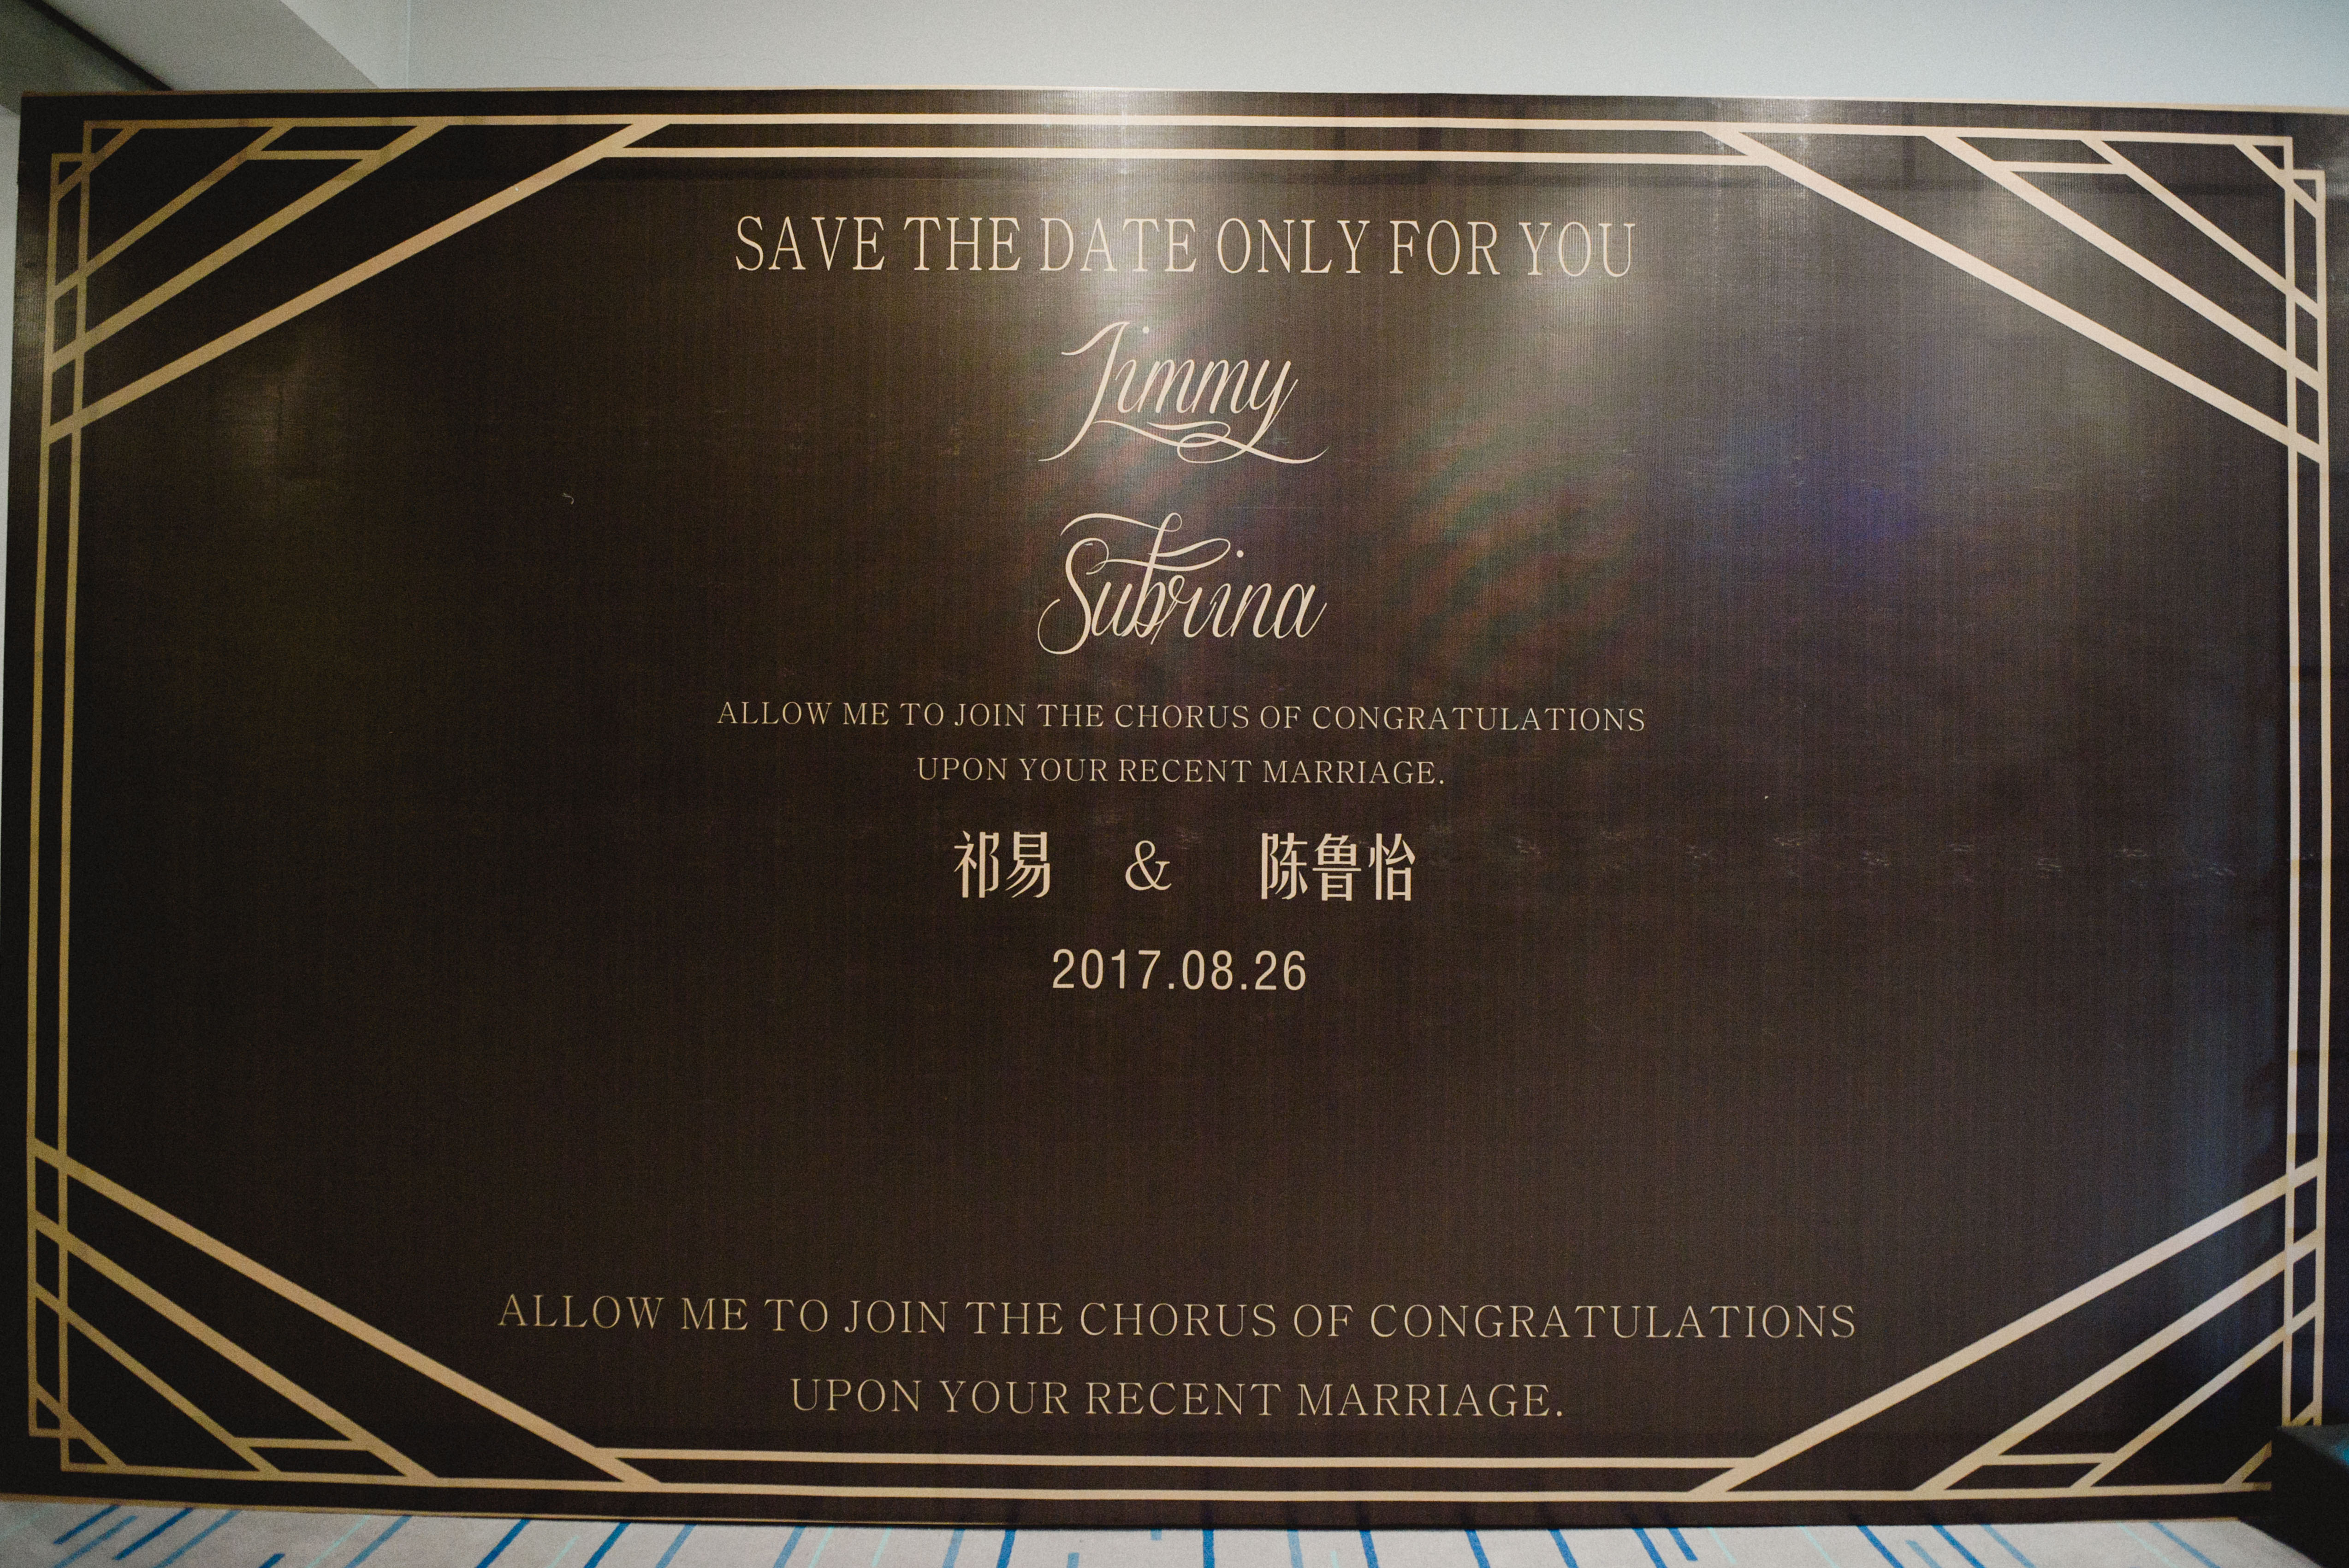 SAVE THE DATE ONLY FOR YOU
Jimmy
Subrina
ALLOW ME TO JOIN THE CHORUS OF CONGRATULATIONS
UPON YOUR RECENT MARRIAGE.
祁易 & 陈鲁怡
2017.08.26
ALLOW ME TO JOIN THE CHORUS OF CONGRATULATIONS
UPON YOUR RECENT MARRIAGE.